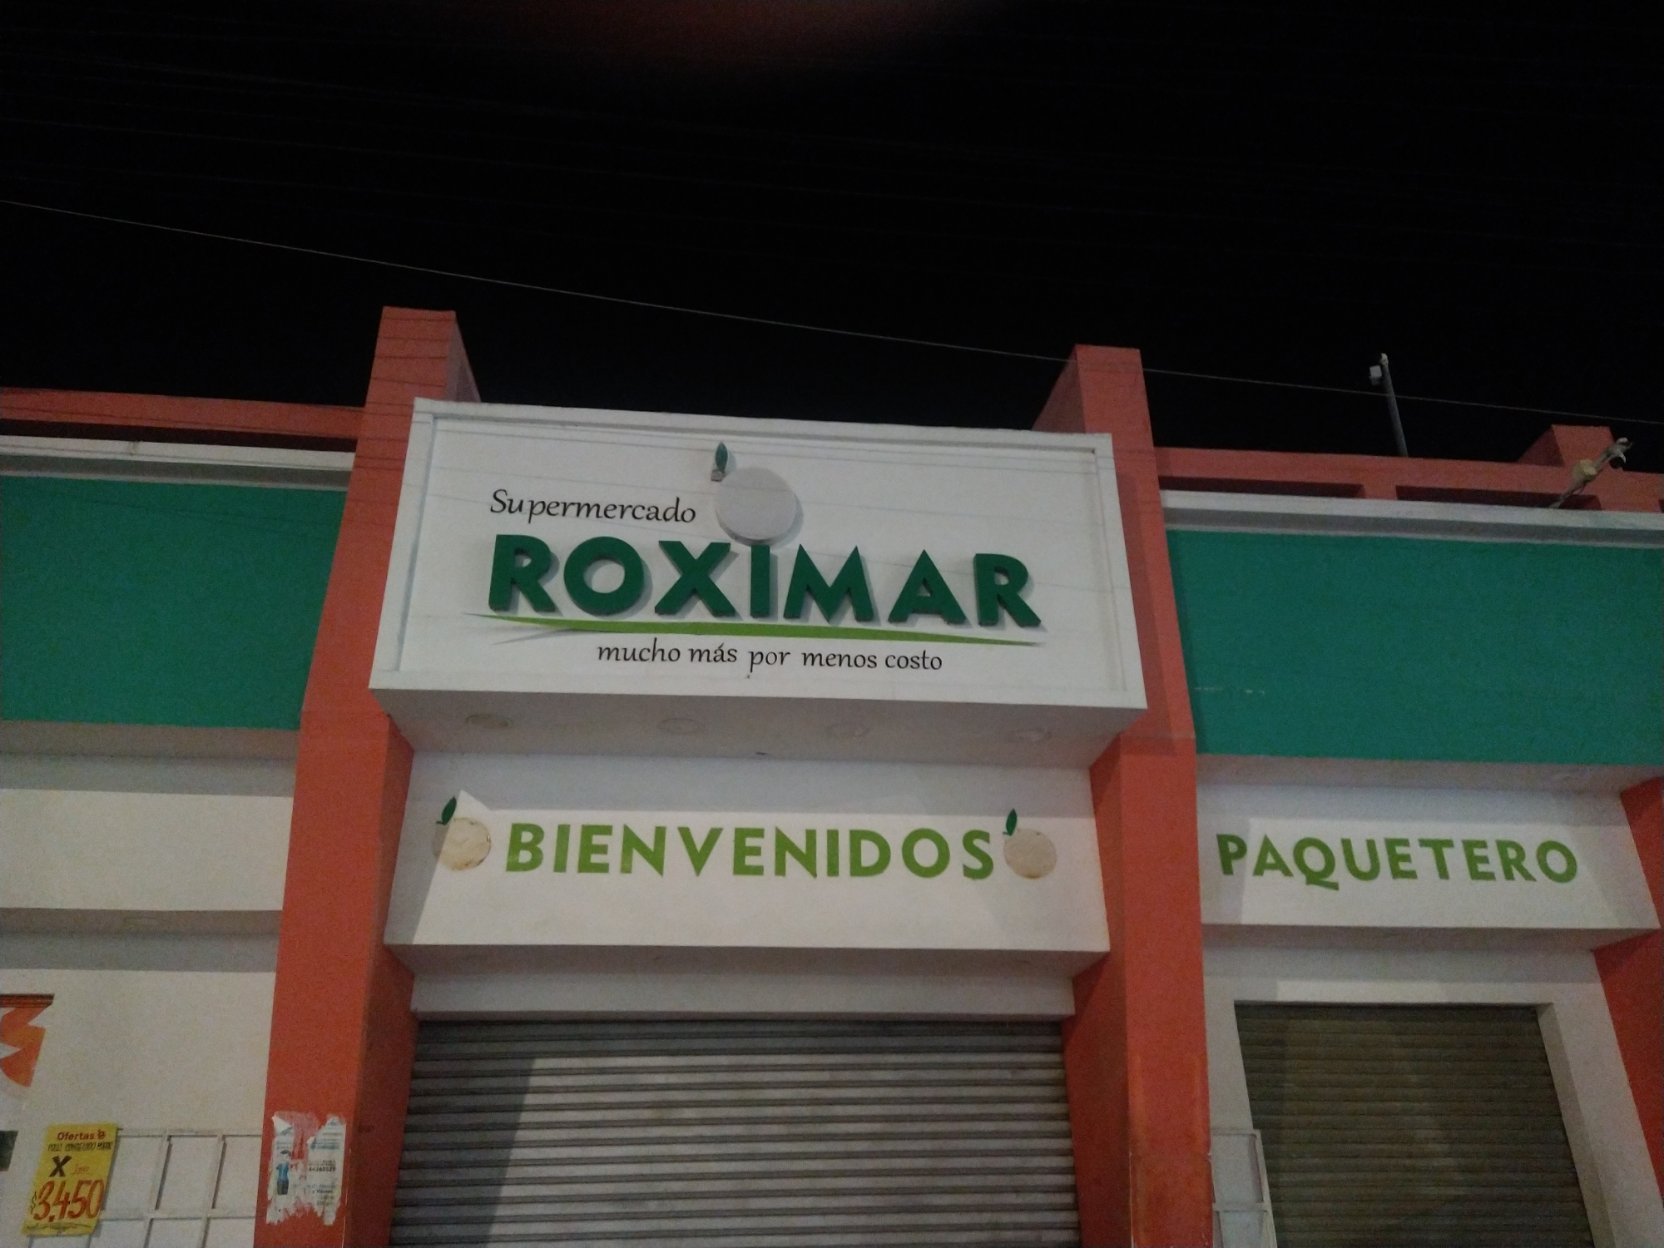 Supermercado
ROXIMAR
mucho más por menos costo
BIENVENIDOS
PAQUETERO
Ofertas
X
3,450